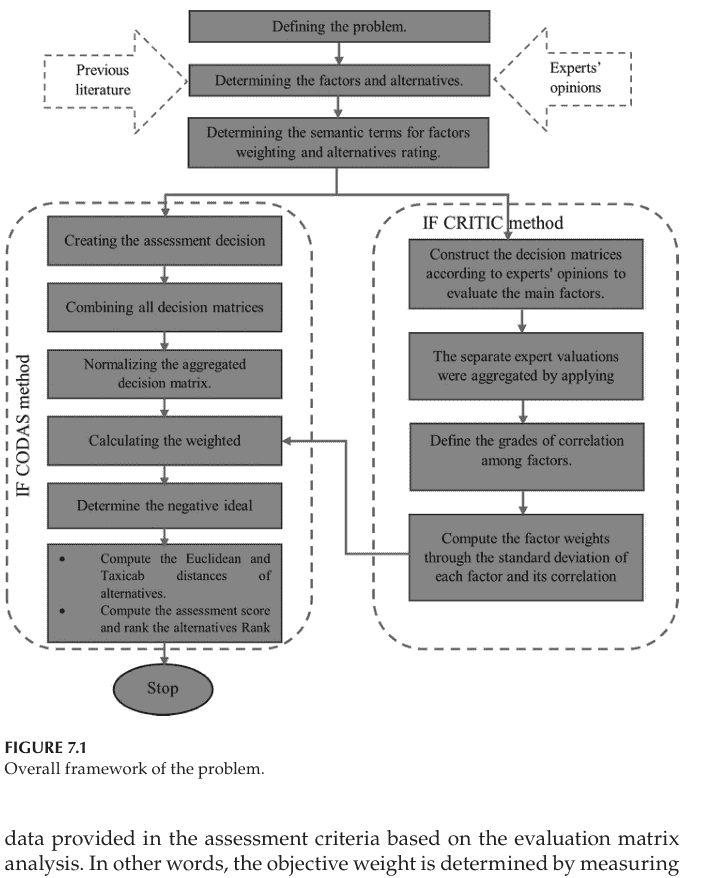 Defining the problem.
Previous
literature
Determining the factors and alternatives.
Experts'
opinions
Determining the semantic terms for factors
weighting and alternatives rating.
IF CODAS method
Creating the assessment decision
Combining all decision matrices
Normalizing the aggregated
decision matrix.
Calculating the weighted
Determine the negative ideal
• Compute the Euclidean and
Taxicab distances of
alternatives.
• Compute the assessment score
and rank the alternatives Rank
Stop
IF CRITIC method
Construct the decision matrices
according to experts' opinions to
evaluate the main factors.
The separate expert valuations
were aggregated by applying
Define the grades of correlation
among factors.
Compute the factor weights
through the standard deviation of
each factor and its correlation
FIGURE 7.1
Overall framework of the problem.
data provided in the assessment criteria based on the evaluation matrix
analysis. In other words, the objective weight is determined by measuring